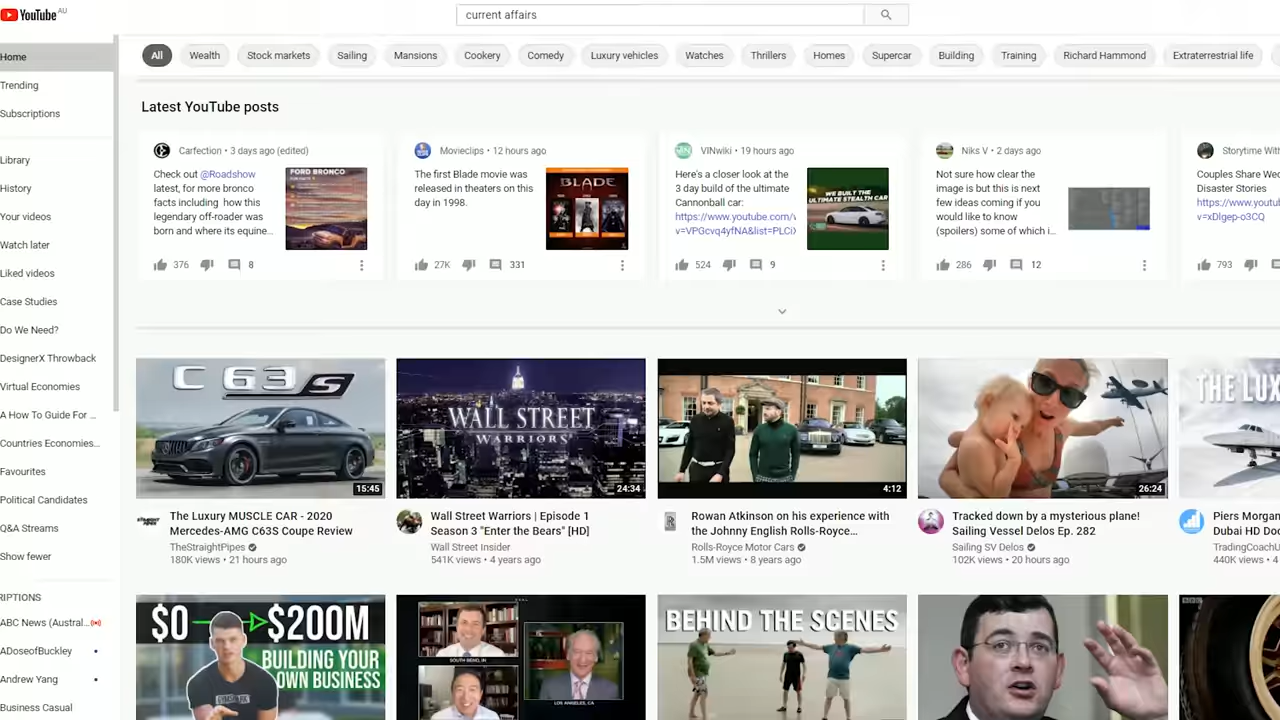 YouTube AU
current affairs
Home
Trending
Subscriptions
Library
History
Your videos
Watch later
Liked videos
Case Studies
Do We Need?
DesignerX Throwback
Virtual Economies
A How To Guide For ...
Countries Economies...
Favourites
Political Candidates
Q&A Streams
Show fewer
RIPTIONS
ABC News (Austral...
ADoseofBuckley
Andrew Yang
Business Casual
All Wealth Stock markets Sailing Mansions Cookery Comedy Luxury vehicles Watches Thrillers Homes Supercar Building Training Richard Hammond Extraterrestrial life
Latest YouTube posts
Carfection • 3 days ago (edited)
Check out @Roadshow
latest, for more bronco
facts including how this
legendary off-roader was
born and where its equine...
FORD BRONCO
376 8
Movieclips • 12 hours ago
The first Blade movie was
released in theaters on this
day in 1998.
BLADE
27K 331
VINwiki • 19 hours ago
Here's a closer look at the
3 day build of the ultimate
Cannonball car:
https://www.youtube.com/v
v=VPGcvq4yfNA&list=PLCiX
WE BUILT THE
ULTIMATE STEALTH CAR
524 9
Niks V • 2 days ago
Not sure how clear the
image is but this is next
few ideas coming if you
would like to know
(spoilers) some of which i...
286 12
Storytime With
Couples Share Wed
Disaster Stories
https://www.youtub
v=xDlgep-o3CQ
793
C 63 S
15:45
The Luxury MUSCLE CAR - 2020
Mercedes-AMG C63S Coupe Review
TheStraightPipes
180K views • 21 hours ago
WALL STREET
WARRIORS
24:34
Wall Street Warriors | Episode 1
Season 3 "Enter the Bears" [HD]
Wall Street Insider
541K views • 4 years ago
4:12
Rowan Atkinson on his experience with
the Johnny English Rolls-Royce...
Rolls-Royce Motor Cars
1.5M views • 8 years ago
26:24
Tracked down by a mysterious plane!
Sailing Vessel Delos Ep. 282
Sailing SV Delos
102K views • 20 hours ago
THE LUX
Piers Morgan
Dubai HD Doc
TradingCoachU
440K views • 4
$0 $200M
BUILDING YOUR
OWN BUSINESS
SOUTH BEND, IN
LOS ANGELES, CA
BEHIND THE SCENES
BBC